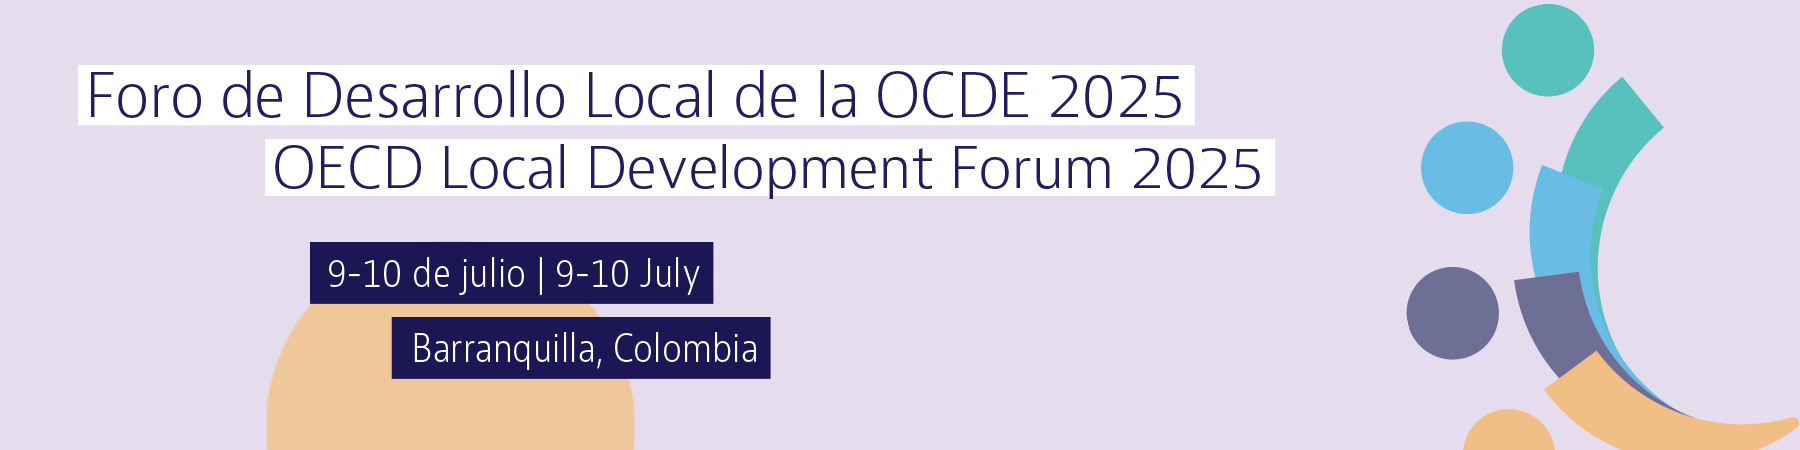 Foro de Desarrollo Local de la OCDE 2025
OECD Local Development Forum 2025
9-10 de julio | 9-10 July
Barranquilla, Colombia